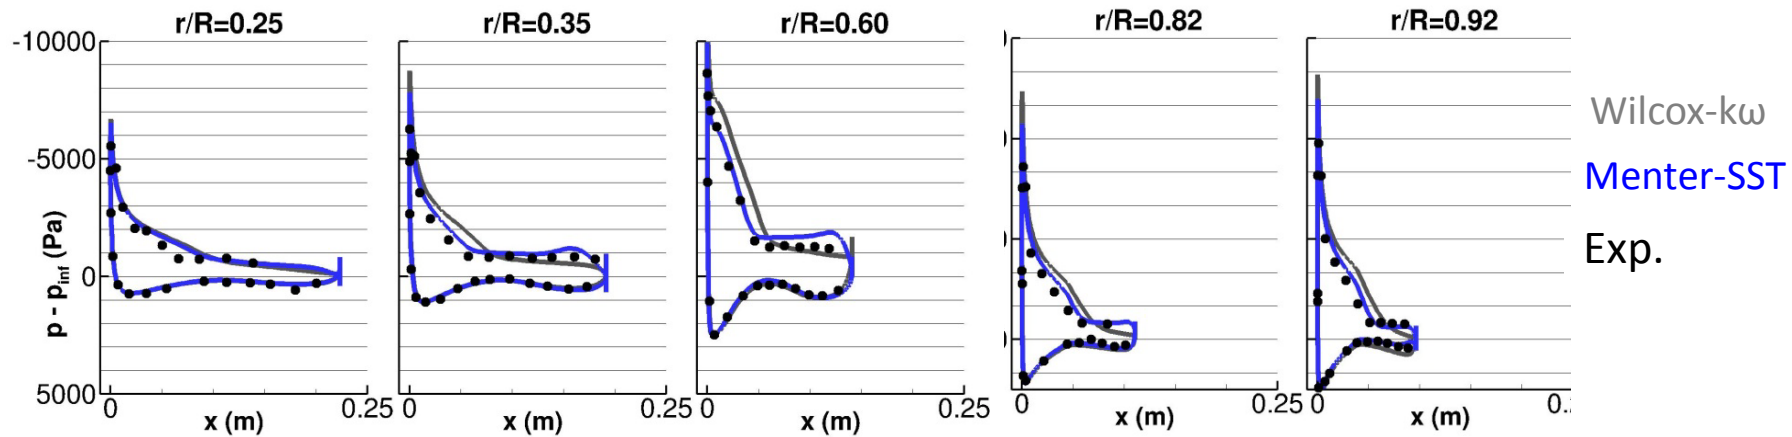 r/R=0.25 r/R=0.35 r/R=0.60 r/R=0.82 r/R=0.92
-10000
-5000
0
5000
p - p_inf (Pa)
0 0.25 0 0.25 0 0.25 0 0.25 0
x (m) x (m) x (m) x (m) x (m)
Wilcox-kω
Menter-SST
Exp.